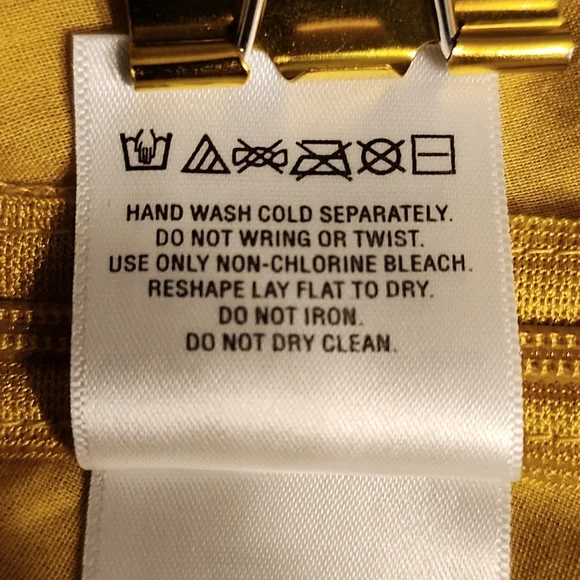 HAND WASH COLD SEPARATELY.
DO NOT WRING OR TWIST.
USE ONLY NON-CHLORINE BLEACH.
RESHAPE LAY FLAT TO DRY.
DO NOT IRON.
DO NOT DRY CLEAN.